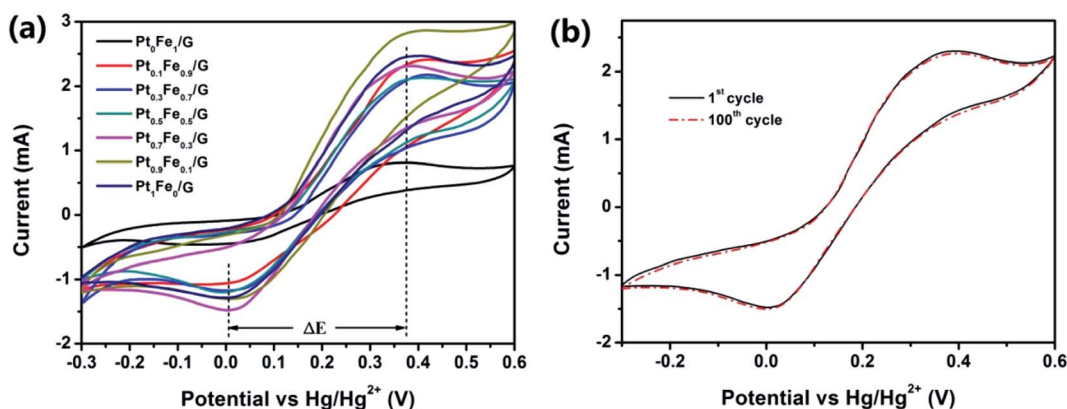 (a)
3
2
1
0
-1
-2
Current (mA)
Pt₀Fe₁/G
Pt₀.₁Fe₀.₉/G
Pt₀.₃Fe₀.₇/G
Pt₀.₅Fe₀.₅/G
Pt₀.₇Fe₀.₃/G
Pt₀.₉Fe₀.₁/G
Pt₁Fe₀/G
ΔE
-0.3 -0.2 -0.1 0.0 0.1 0.2 0.3 0.4 0.5 0.6
Potential vs Hg/Hg²⁺ (V)
(b)
3
2
1
0
-1
-2
Current (mA)
1ˢᵗ cycle
100ᵗʰ cycle
-0.2 0.0 0.2 0.4 0.6
Potential vs Hg/Hg²⁺ (V)